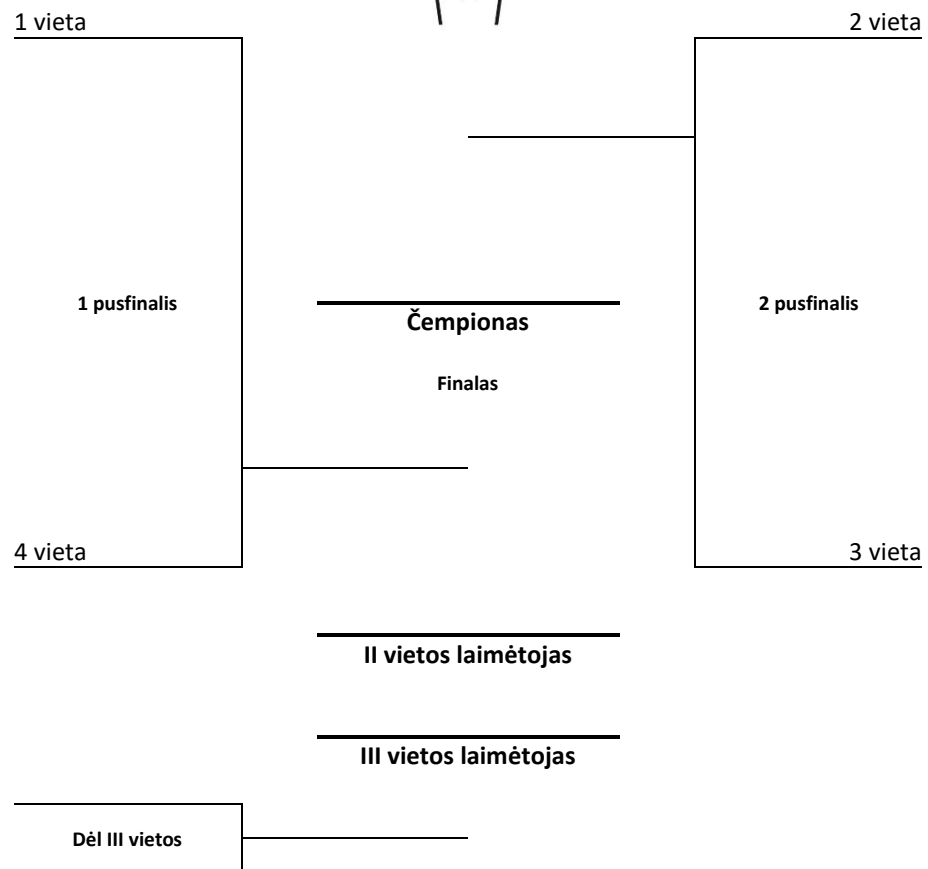 1 vieta
2 vieta
1 pusfinalis
2 pusfinalis
Čempionas
Finalas
4 vieta
3 vieta
II vietos laimėtojas
III vietos laimėtojas
Dėl III vietos